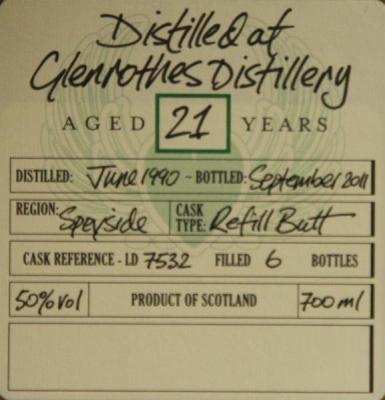 Distilled at
Glenrothes Distillery
AGED 21 YEARS
DISTILLED: June 1990 ~ BOTTLED: September 2011
REGION: Speyside CASK TYPE: Refill Butt
CASK REFERENCE - LD 7532 FILLED 6 BOTTLES
50% vol PRODUCT OF SCOTLAND 700 ml